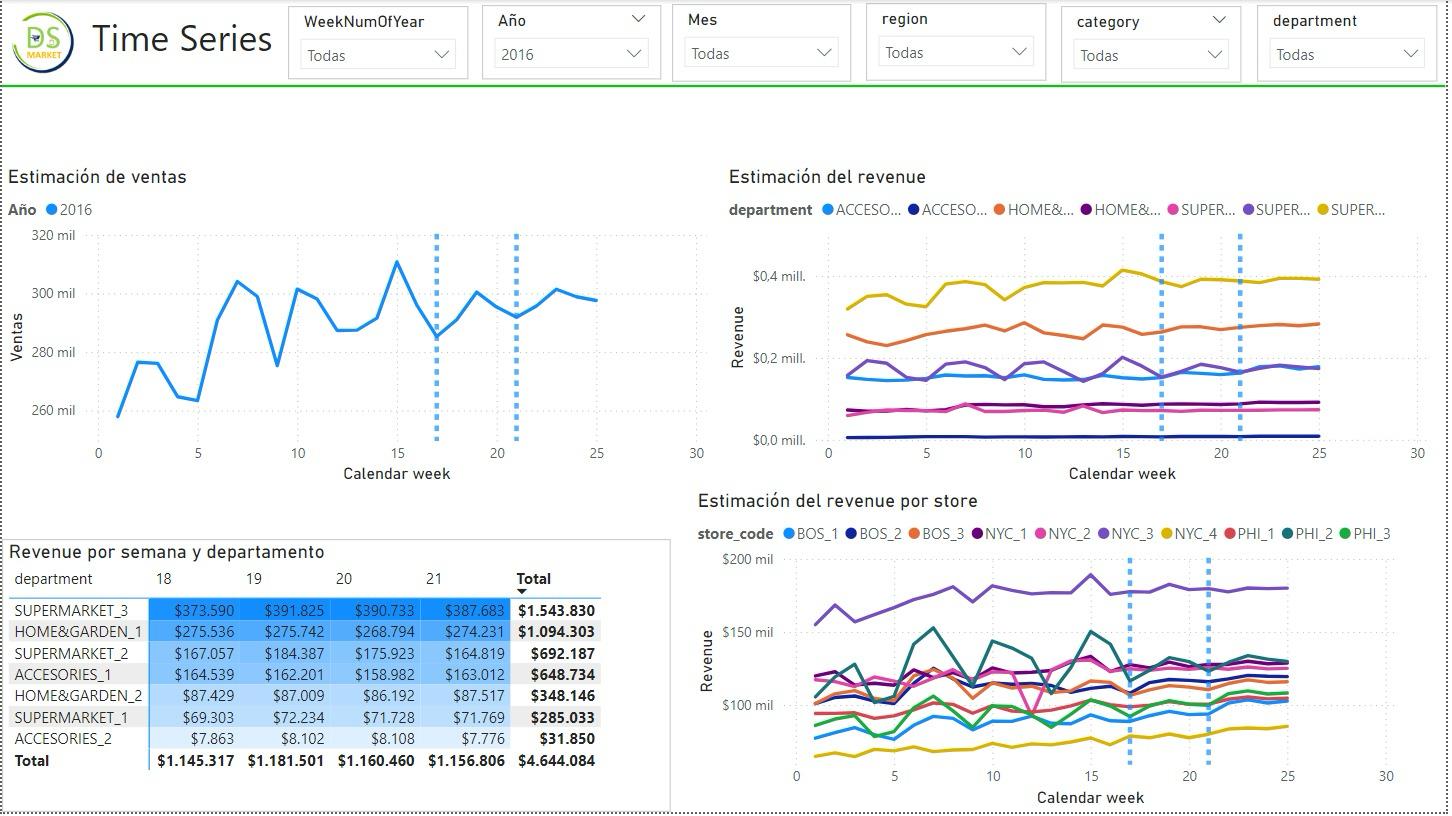 DS
MARKET
Time Series
WeekNumOfYear
Todas
Año
2016
Mes
Todas
region
Todas
category
Todas
department
Todas
Estimación de ventas
Año 2016
320 mil
300 mil
280 mil
260 mil
Ventas
0 5 10 15 20 25 30
Calendar week
Estimación del revenue
department ACCESO... ACCESO... HOME&... HOME&... SUPER... SUPER... SUPER...
$0,4 mill.
$0,2 mill.
$0,0 mill.
Revenue
0 5 10 15 20 25 30
Calendar week
Estimación del revenue por store
store_code BOS_1 BOS_2 BOS_3 NYC_1 NYC_2 NYC_3 NYC_4 PHI_1 PHI_2 PHI_3
$200 mil
$150 mil
$100 mil
Revenue
0 5 10 15 20 25 30
Calendar week
Revenue por semana y departamento
department 18 19 20 21 Total
SUPERMARKET_3 $373.590 $391.825 $390.733 $387.683 $1.543.830
HOME&GARDEN_1 $275.536 $275.742 $268.794 $274.231 $1.094.303
SUPERMARKET_2 $167.057 $184.387 $175.923 $164.819 $692.187
ACCESORIES_1 $164.539 $162.201 $158.982 $163.012 $648.734
HOME&GARDEN_2 $87.429 $87.009 $86.192 $87.517 $348.146
SUPERMARKET_1 $69.303 $72.234 $71.728 $71.769 $285.033
ACCESORIES_2 $7.863 $8.102 $8.108 $7.776 $31.850
Total $1.145.317 $1.181.501 $1.160.460 $1.156.806 $4.644.084